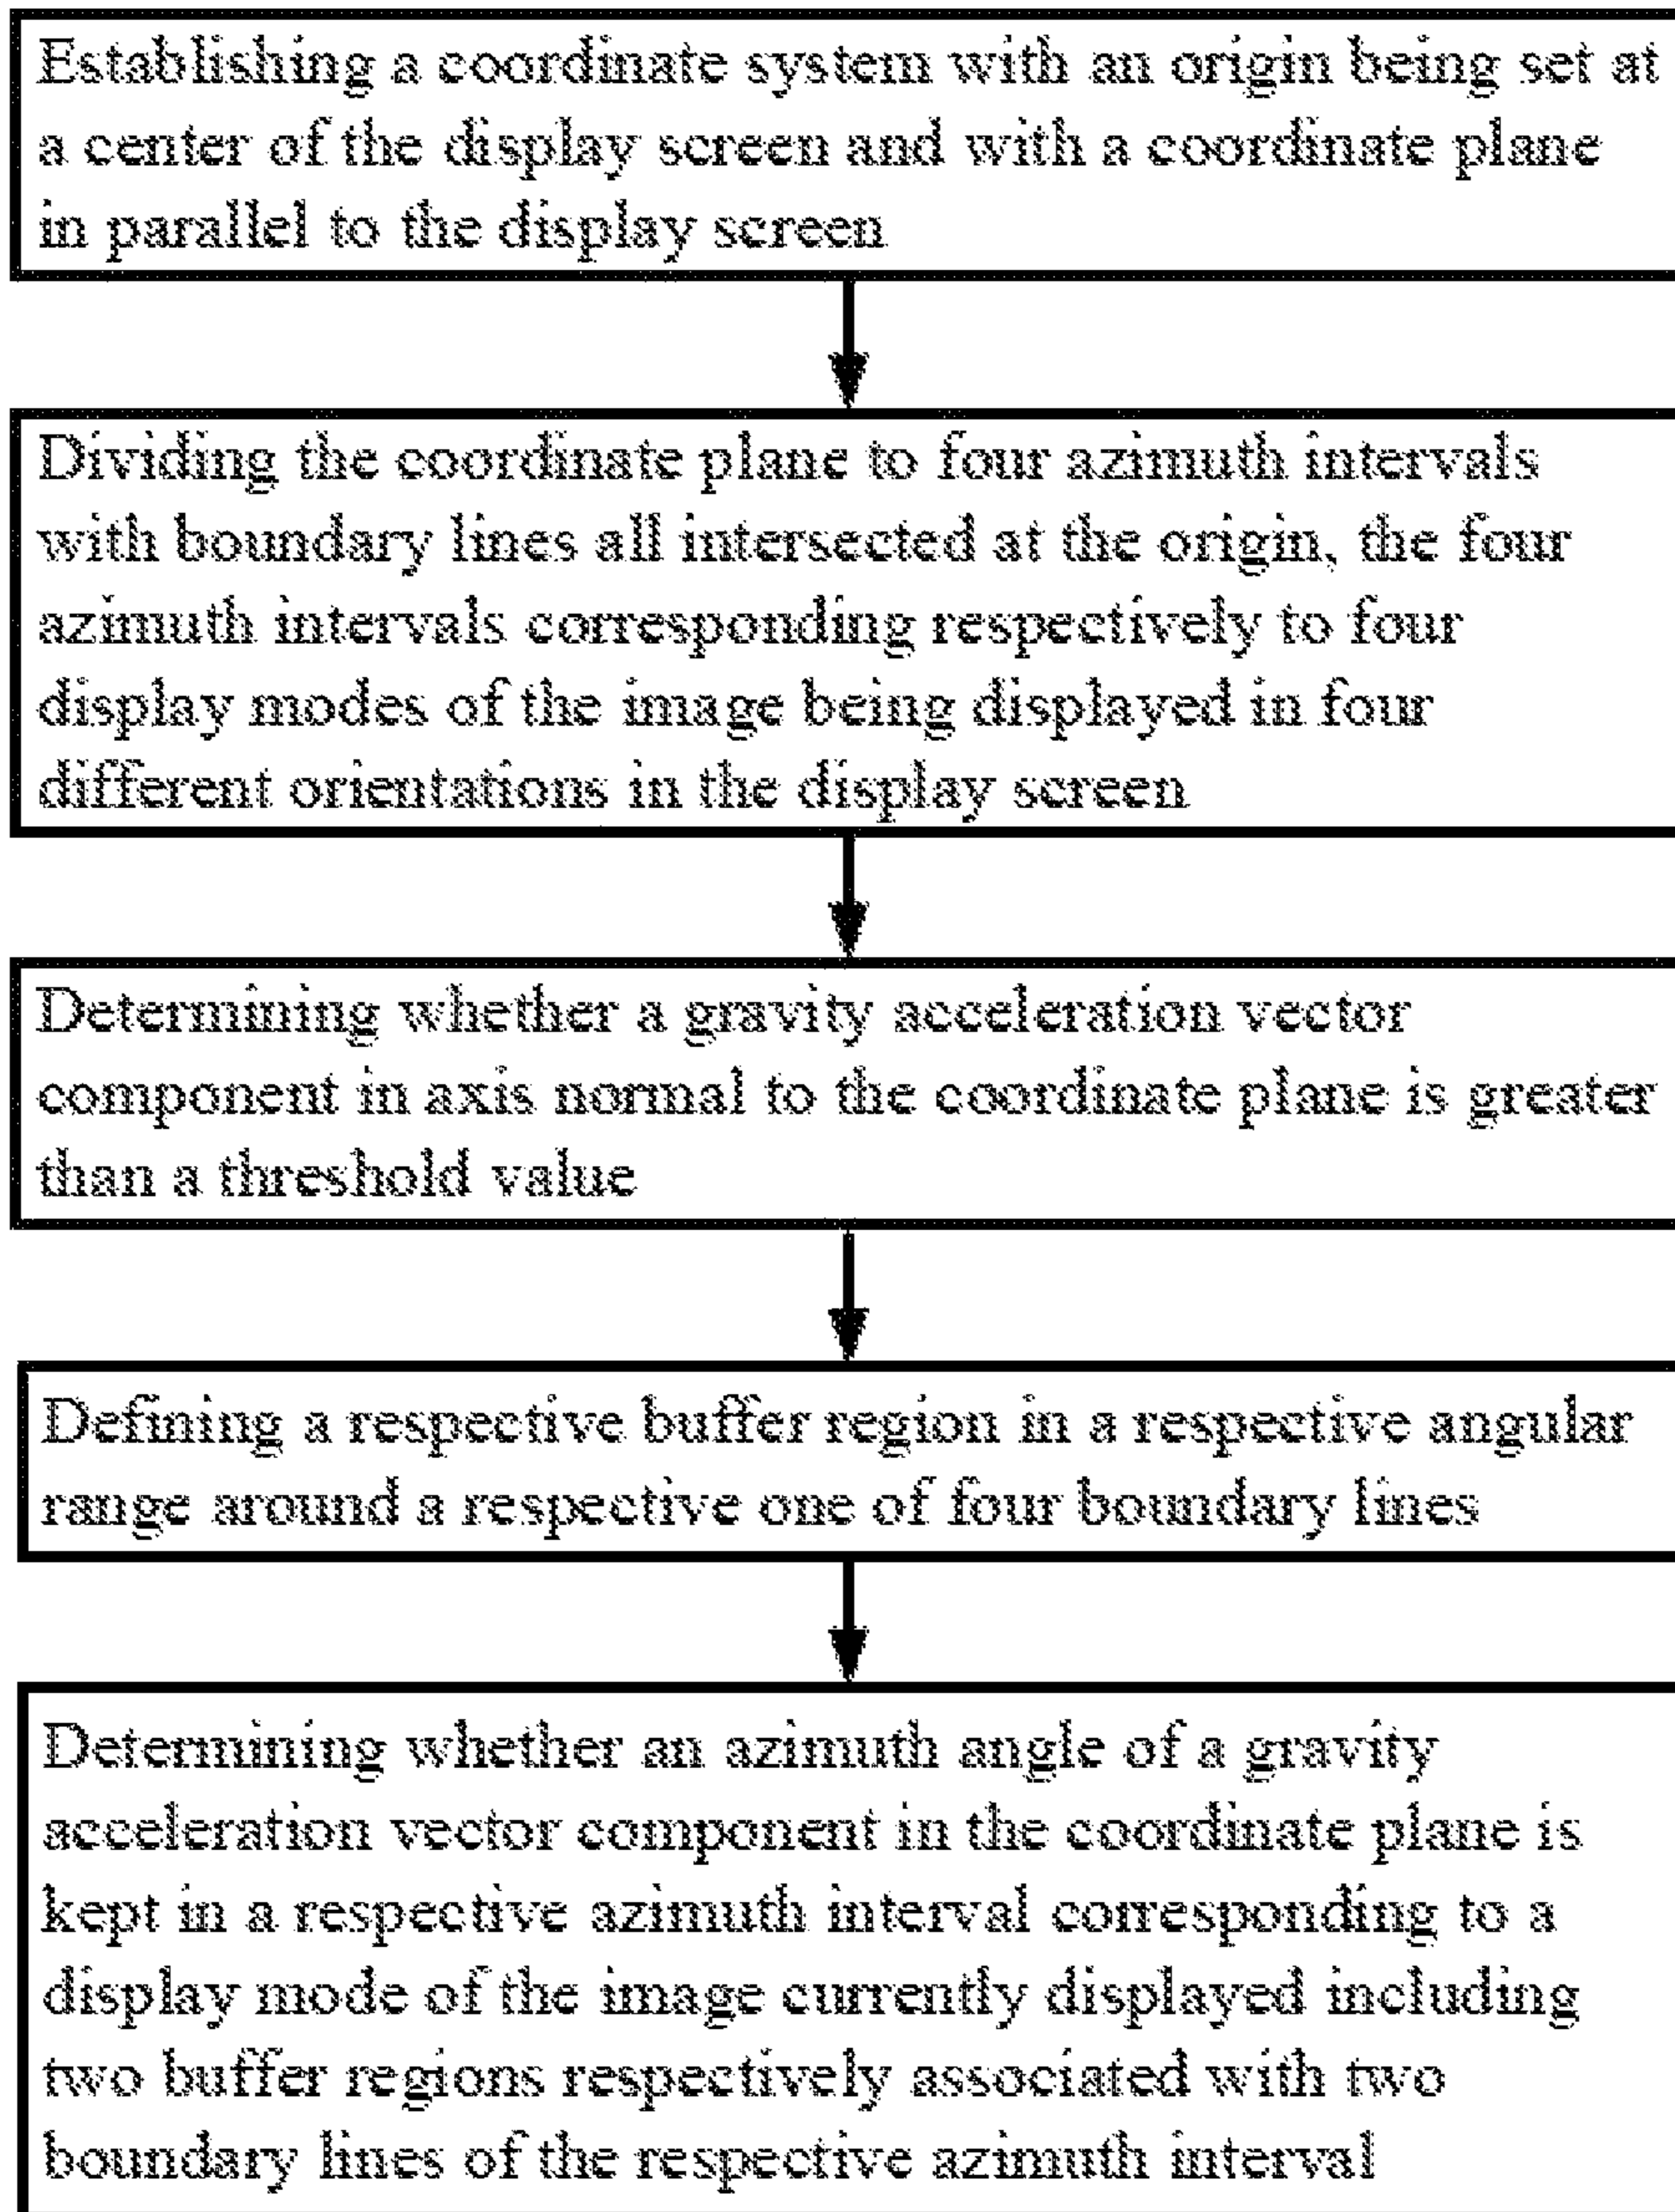 Establishing a coordinate system with an origin being set at
a center of the display screen and with a coordinate plane
in parallel to the display screen
Dividing the coordinate plane to four azimuth intervals
with boundary lines all intersected at the origin, the four
azimuth intervals corresponding respectively to four
display modes of the image being displayed in four
different orientations in the display screen
Determining whether a gravity acceleration vector
component in axis normal to the coordinate plane is greater
than a threshold value
Defining a respective buffer region in a respective angular
range around a respective one of four boundary lines
Determining whether an azimuth angle of a gravity
acceleration vector component in the coordinate plane is
kept in a respective azimuth interval corresponding to a
display mode of the image currently displayed including
two buffer regions respectively associated with two
boundary lines of the respective azimuth interval